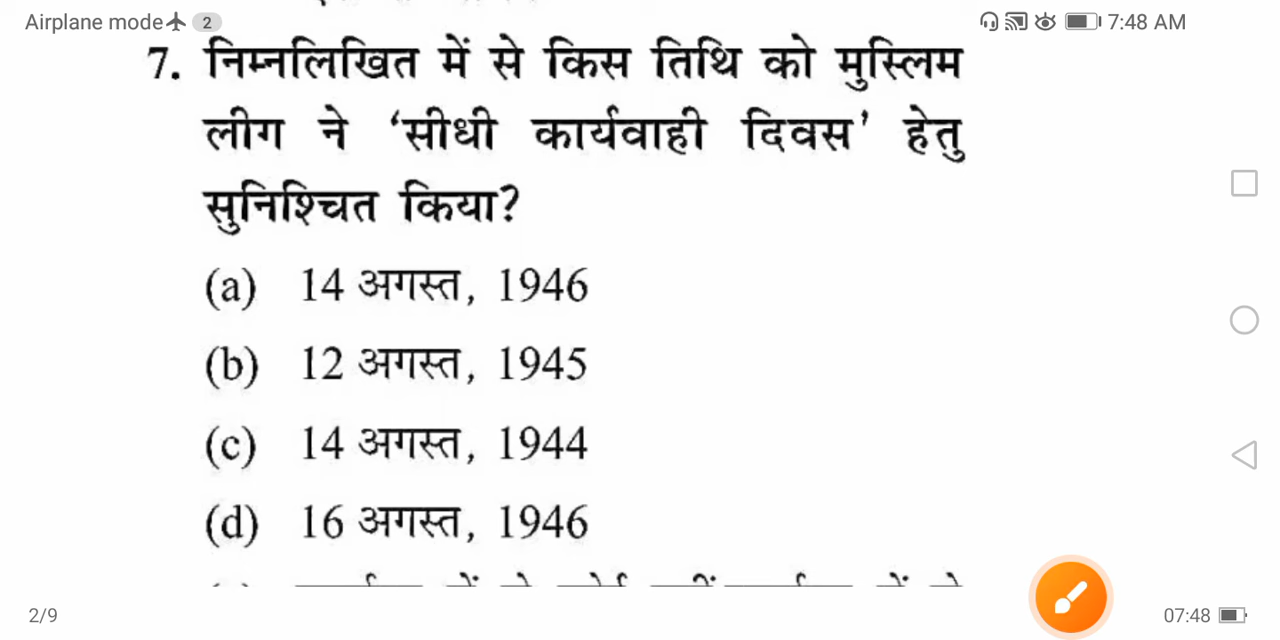 Airplane mode 2 7:48 AM
7. निम्नलिखित में से किस तिथि को मुस्लिम
लीग ने ‘सीधी कार्यवाही दिवस’ हेतु
सुनिश्चित किया?
(a) 14 अगस्त, 1946
(b) 12 अगस्त, 1945
(c) 14 अगस्त, 1944
(d) 16 अगस्त, 1946
2/9 07:48